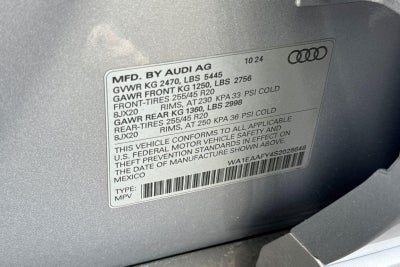 MFD. BY AUDI AG 10 24
GVWR KG 2470, LBS 5445
GAWR FRONT KG 1250, LBS 2756
FRONT-TIRES 255/45 R20
8JX20 RIMS, AT 230 KPA 33 PSI COLD
GAWR REAR KG 1360, LBS 2998
REAR-TIRES 255/45 R20
8JX20 RIMS, AT 250 KPA 36 PSI COLD
THIS VEHICLE CONFORMS TO ALL APPLICABLE
U.S. FEDERAL MOTOR VEHICLE SAFETY AND
THEFT PREVENTION STANDARDS IN EFFECT ON
THE DATE OF MANUFACTURE SHOWN ABOVE.
MEXICO
WA1EAAFY4S2028648
TYPE:
MPV